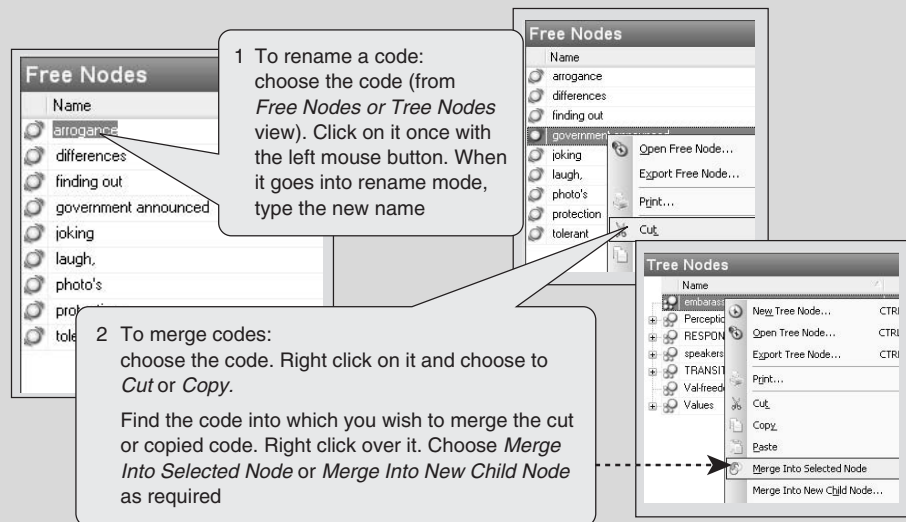 Free Nodes
Name
arrogance
differences
finding out
government announced
joking
laugh,
photo's
1 To rename a code:
choose the code (from
Free Nodes or Tree Nodes
view). Click on it once with
the left mouse button. When
it goes into rename mode,
type the new name
Free Nodes
Name
arrogance
differences
finding out
government announced
joking
laugh,
photo's
protection
tolerant
Open Free Node...
Export Free Node...
Print...
Cut
2 To merge codes:
choose the code. Right click on it and choose to
Cut or Copy.
Find the code into which you wish to merge the cut
or copied code. Right click over it. Choose Merge
Into Selected Node or Merge Into New Child Node
as required
Tree Nodes
Name
embarass
Perceptic
RESPON
speakers
TRANSIT
Val-freed
Values
New Tree Node... CTRL
Open Tree Node... CTRL
Export Tree Node...
Print...
Cut
Copy
Paste
Merge Into Selected Node
Merge Into New Child Node...